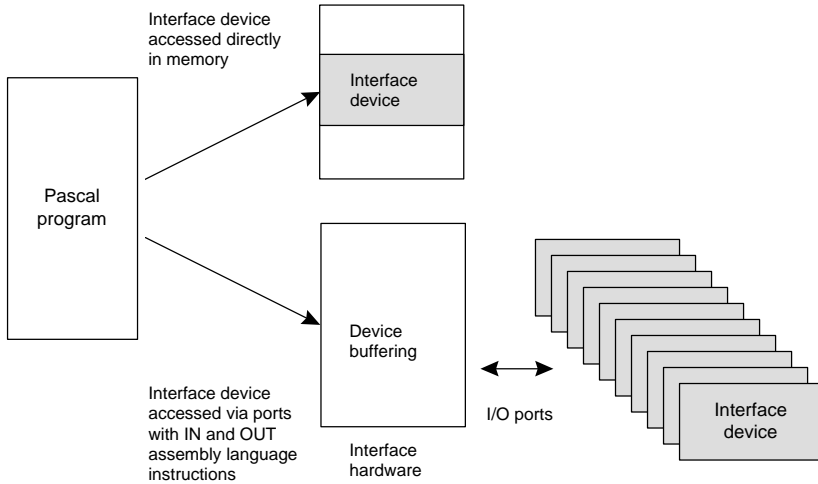 Interface device
accessed directly
in memory
Interface
device
Pascal
program
Device
buffering
Interface device
accessed via ports
with IN and OUT
assembly language
instructions
Interface
hardware
I/O ports
Interface
device